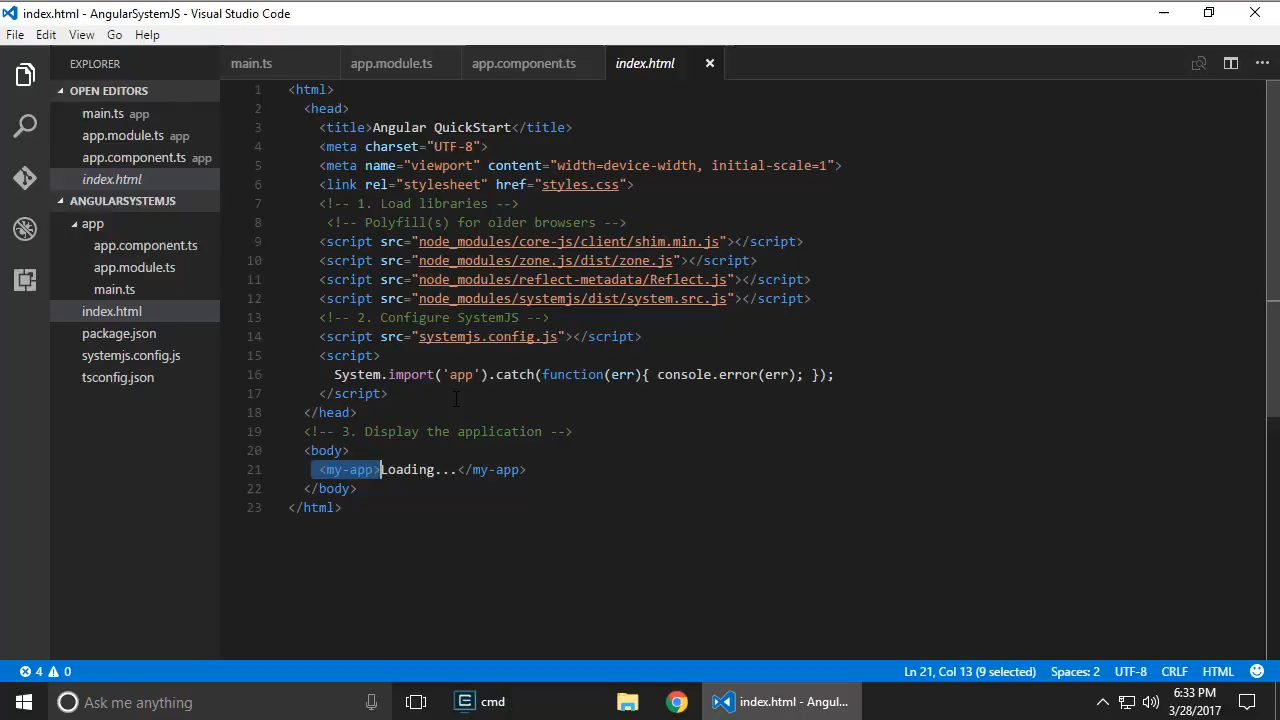 index.html - AngularSystemJS - Visual Studio Code
File Edit View Go Help
EXPLORER
OPEN EDITORS
main.ts app
app.module.ts app
app.component.ts app
index.html
ANGULARSYSTEMJS
app
app.component.ts
app.module.ts
main.ts
index.html
package.json
systemjs.config.js
tsconfig.json
main.ts app.module.ts app.component.ts index.html
1 <html>
2 <head>
3 <title>Angular QuickStart</title>
4 <meta charset="UTF-8">
5 <meta name="viewport" content="width=device-width, initial-scale=1">
6 <link rel="stylesheet" href="styles.css">
7 <!-- 1. Load libraries -->
8 <!-- Polyfill(s) for older browsers -->
9 <script src="node_modules/core-js/client/shim.min.js"></script>
10 <script src="node_modules/zone.js/dist/zone.js"></script>
11 <script src="node_modules/reflect-metadata/Reflect.js"></script>
12 <script src="node_modules/systemjs/dist/system.src.js"></script>
13 <!-- 2. Configure SystemJS -->
14 <script src="systemjs.config.js"></script>
15 <script>
16 System.import('app').catch(function(err){ console.error(err); });
17 </script>
18 </head>
19 <!-- 3. Display the application -->
20 <body>
21 <my-app>Loading...</my-app>
22 </body>
23 </html>
4 0 Ln 21, Col 13 (9 selected) Spaces: 2 UTF-8 CRLF HTML
Ask me anything cmd index.html - Angul... 6:33 PM
3/28/2017